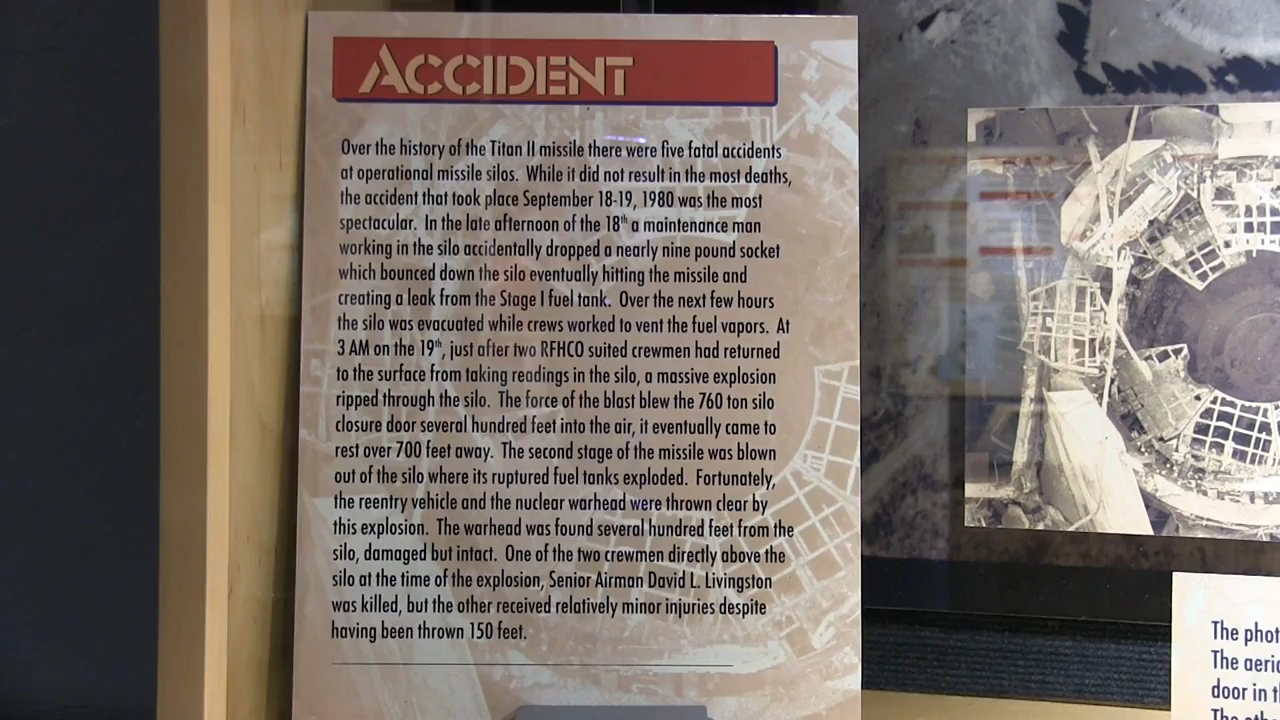 ACCIDENT
Over the history of the Titan II missile there were five fatal accidents
at operational missile silos. While it did not result in the most deaths,
the accident that took place September 18-19, 1980 was the most
spectacular. In the late afternoon of the 18th a maintenance man
working in the silo accidentally dropped a nearly nine pound socket
which bounced down the silo eventually hitting the missile and
creating a leak from the Stage I fuel tank. Over the next few hours
the silo was evacuated while crews worked to vent the fuel vapors. At
3 AM on the 19th, just after two RFHCO suited crewmen had returned
to the surface from taking readings in the silo, a massive explosion
ripped through the silo. The force of the blast blew the 760 ton silo
closure door several hundred feet into the air, it eventually came to
rest over 700 feet away. The second stage of the missile was blown
out of the silo where its ruptured fuel tanks exploded. Fortunately,
the reentry vehicle and the nuclear warhead were thrown clear by
this explosion. The warhead was found several hundred feet from the
silo, damaged but intact. One of the two crewmen directly above the
silo at the time of the explosion, Senior Airman David L. Livingston
was killed, but the other received relatively minor injuries despite
having been thrown 150 feet.
The phot
The aeri
door in t
The oth